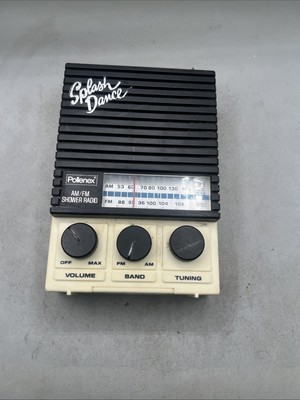 Splash
Dance
Pollenex
AM/FM
SHOWER RADIO
AM 53 60 70 80 100 130
FM 88 92 96 100 104
OFF MAX
FM AM
VOLUME BAND TUNING